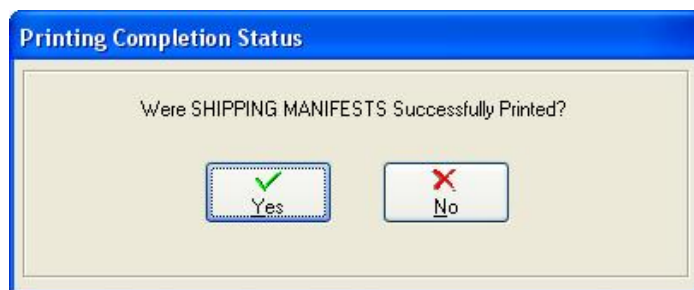 Printing Completion Status
Were SHIPPING MANIFESTS Successfully Printed?
Yes
No